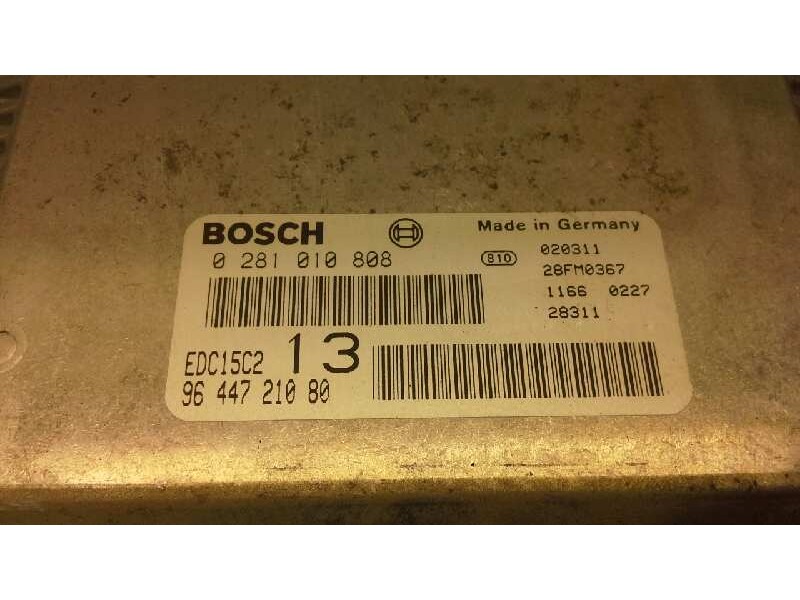 BOSCH
Made in Germany
0 281 010 808
810
020311
28FM0367
1166 0227
28311
EDC15C2 13
96 447 210 80